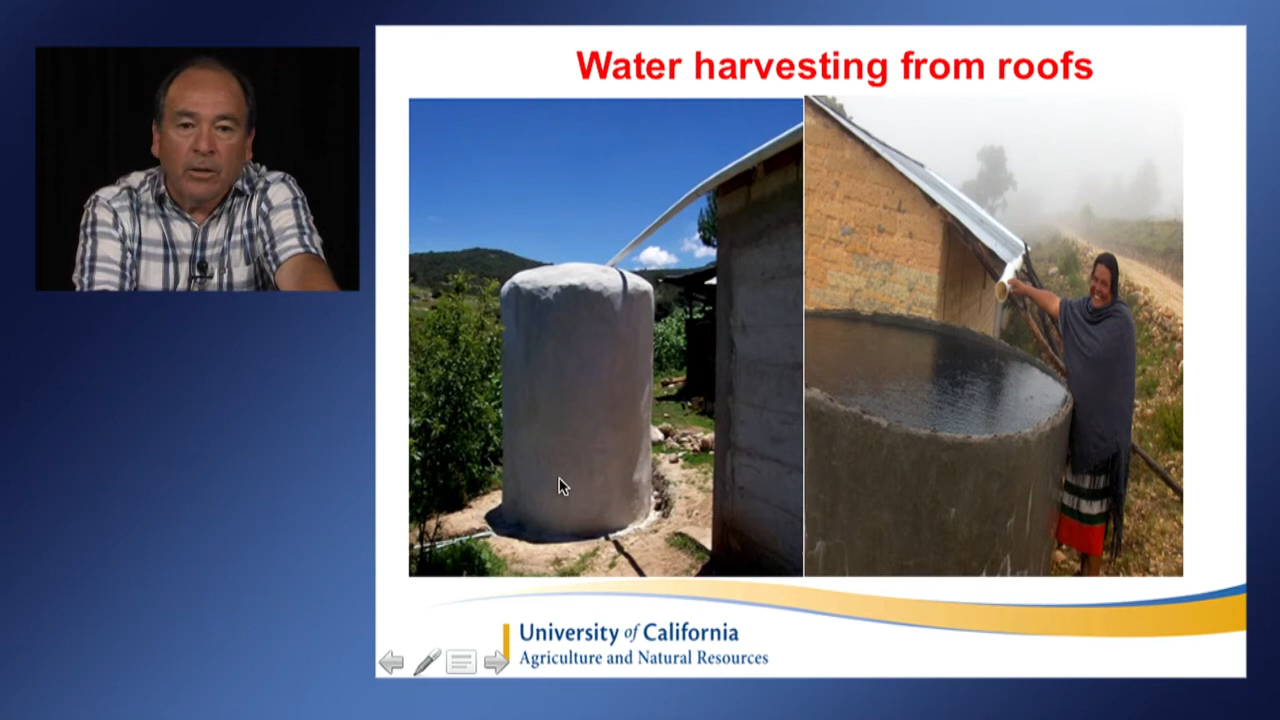 Water harvesting from roofs
University of California
Agriculture and Natural Resources